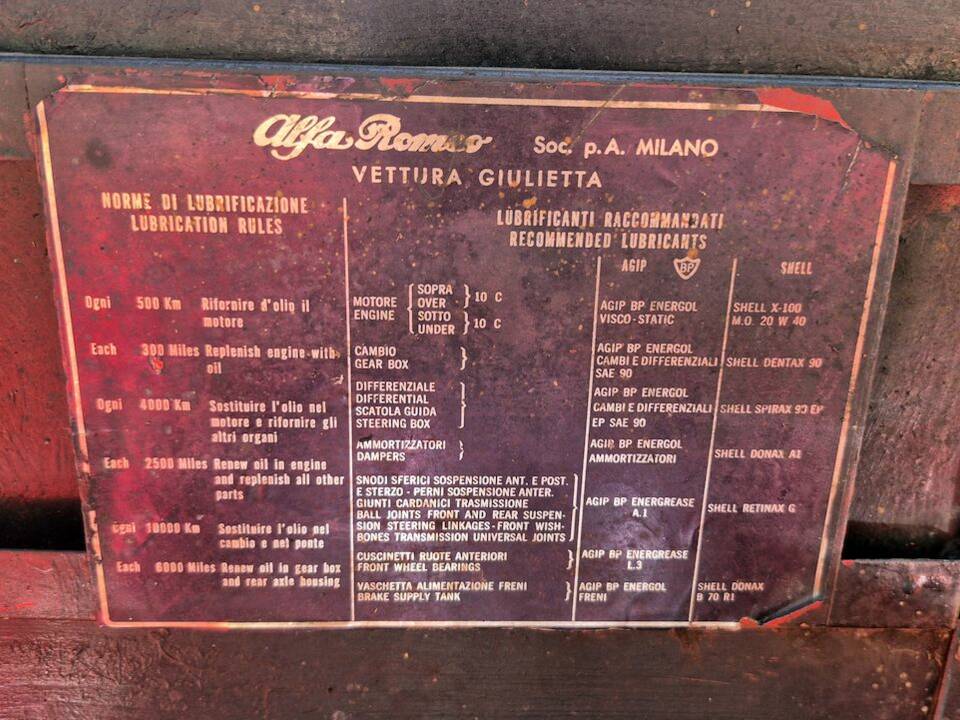 Alfa Romeo Soc. p.A. MILANO
VETTURA GIULIETTA
NORME DI LUBRIFICAZIONE
LUBRICATION RULES
Ogni 500 Km Rifornire d'olio il
motore
Each 300 Miles Replenish engine with
oil
Ogni 4000 Km Sostituire l'olio nel
motore e rifornire gli
altri organi
Each 2500 Miles Renew oil in engine
and replenish all other
parts
Ogni 10000 Km Sostituire l'olio nel
cambio e nel ponte
Each 6000 Miles Renew oil in gear box
and rear axle housing
LUBRIFICANTI RACCOMANDATI
RECOMMENDED LUBRICANTS
AGIP BP SHELL
MOTORE
ENGINE
SOPRA
OVER
10 C
SOTTO
UNDER
10 C
AGIP BP ENERGOL
VISCO-STATIC
SHELL X-100
M.O. 20 W 40
CAMBIO
GEAR BOX
AGIP BP ENERGOL
CAMBI E DIFFERENZIALI
SAE 90
SHELL DENTAX 90
DIFFERENZIALE
DIFFERENTIAL
SCATOLA GUIDA
STEERING BOX
AGIP BP ENERGOL
CAMBI E DIFFERENZIALI
EP SAE 90
SHELL SPIRAX 90 EP
AMMORTIZZATORI
DAMPERS
AGIP BP ENERGOL
AMMORTIZZATORI
SHELL DONAX A1
SNODI SFERICI SOSPENSIONE ANT. E POST.
E STERZO - PERNI SOSPENSIONE ANTER.
GIUNTI CARDANICI TRASMISSIONE
BALL JOINTS FRONT AND REAR SUSPEN-
SION STEERING LINKAGES-FRONT WISH-
BONES TRANSMISSION UNIVERSAL JOINTS
AGIP BP ENERGREASE
A.1
SHELL RETINAX G
CUSCINETTI RUOTE ANTERIORI
FRONT WHEEL BEARINGS
AGIP BP ENERGREASE
L.3
VASCHETTA ALIMENTAZIONE FRENI
BRAKE SUPPLY TANK
AGIP BP ENERGOL
FRENI
SHELL DONAX
B 70 R1